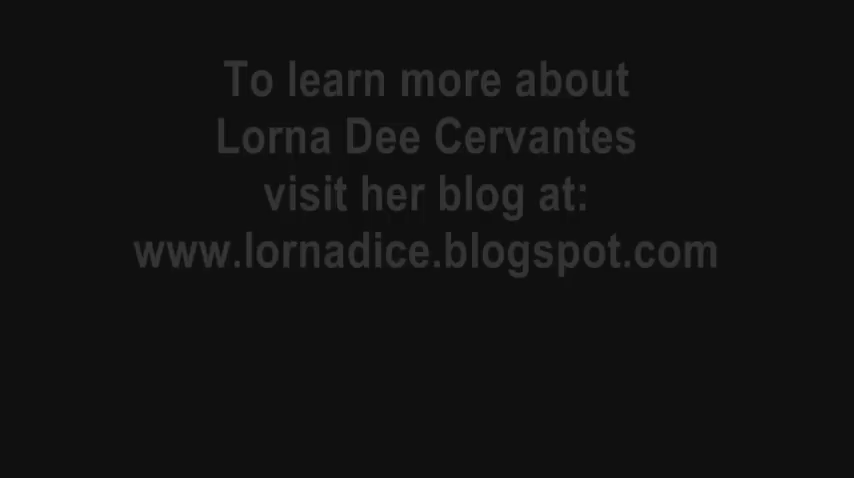 To learn more about
Lorna Dee Cervantes
visit her blog at:
www.lornadice.blogspot.com